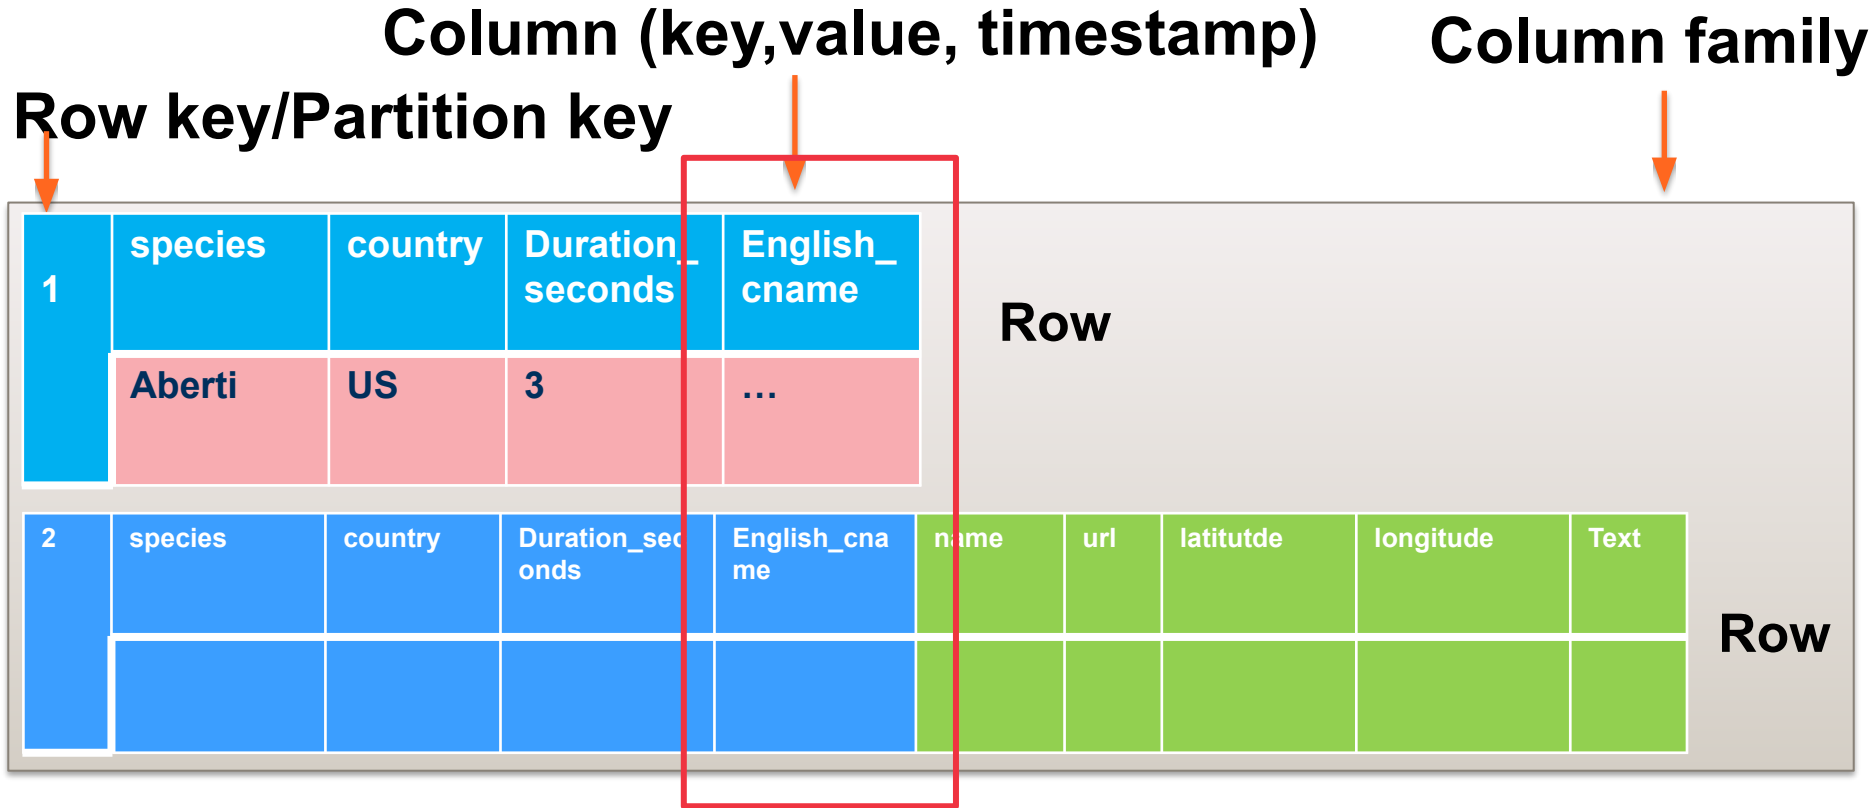 Column (key,value, timestamp)
Column family
Row key/Partition key
1
species
country
Duration_
seconds
English_
cname
Row
Aberti
US
3
…
2
species
country
Duration_sec
onds
English_cna
me
name
url
latitutde
longitude
Text
Row